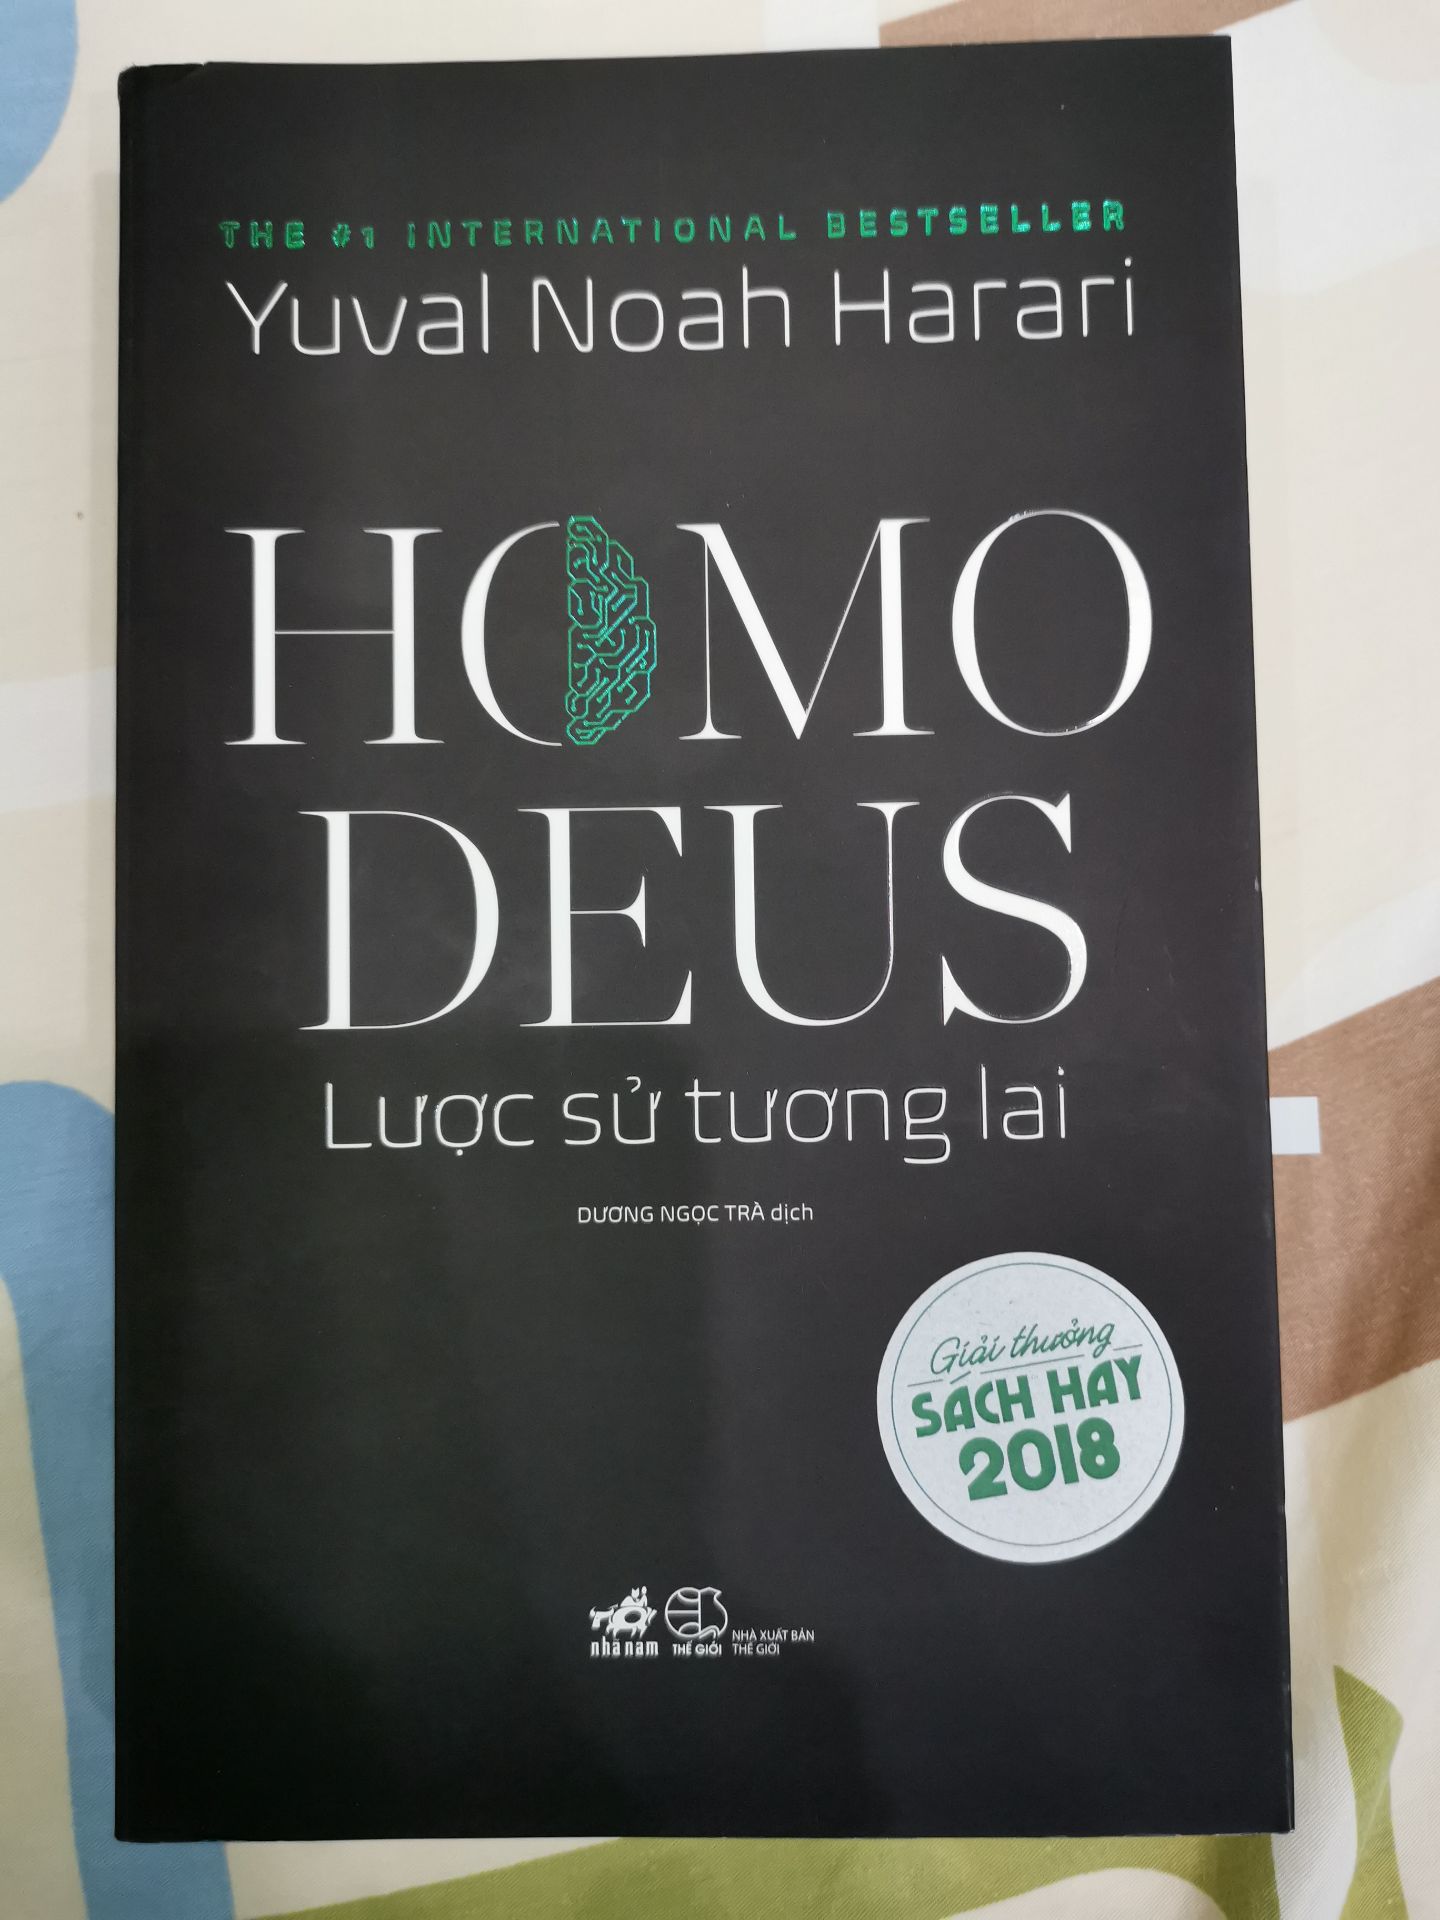 THE #1 INTERNATIONAL BESTSELLER
Yuval Noah Harari
HOMO
DEUS
Lược sử tương lai
DƯƠNG NGỌC TRÀ dịch
Giải thưởng
SÁCH HAY
2018
nhã nam
THẾ GIỚI
NHÀ XUẤT BẢN
THẾ GIỚI